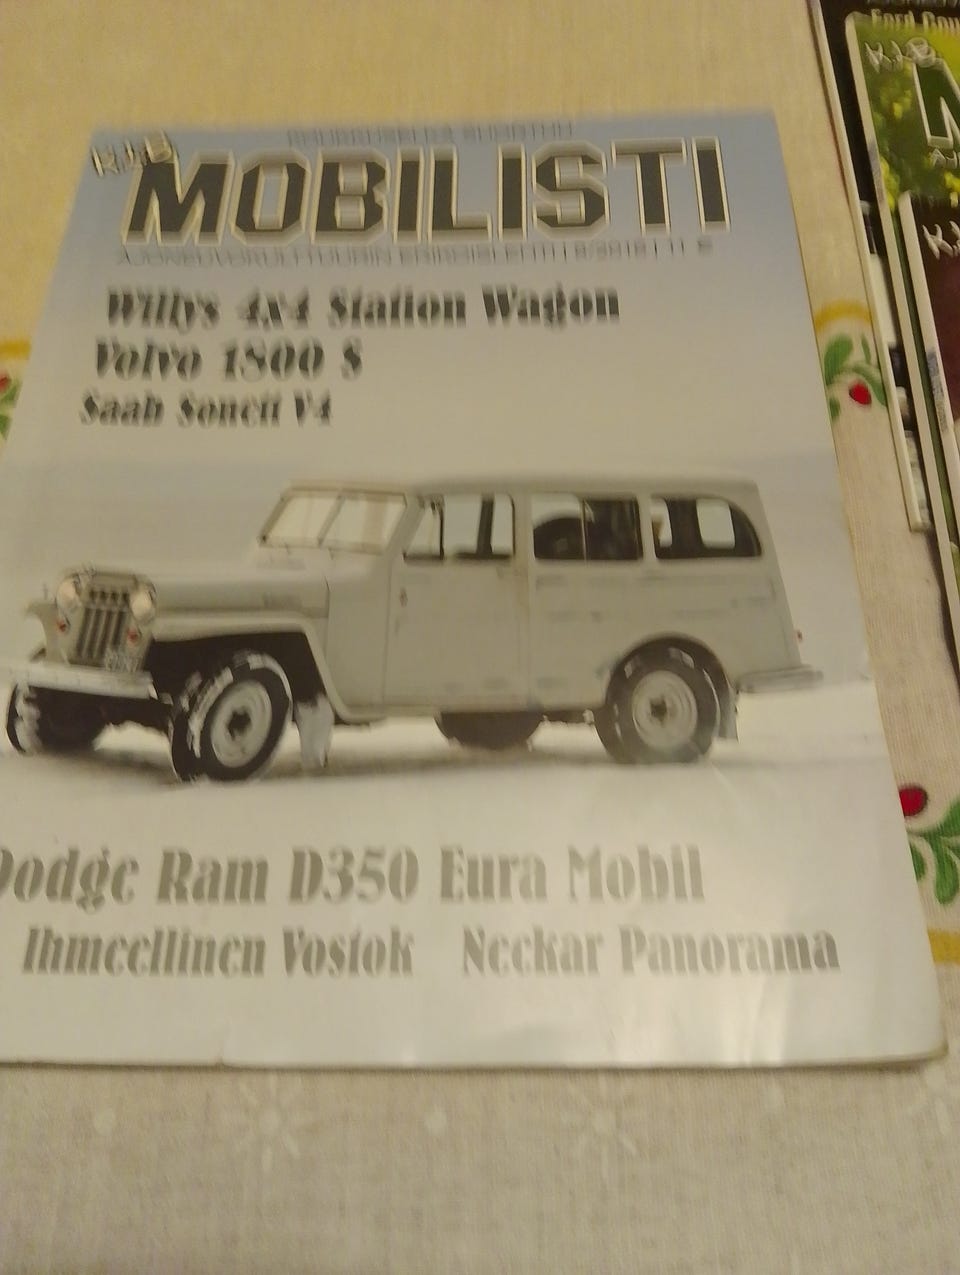 MOBILISTI
Willys 4x4 Station Wagon
Volvo 1800 S
Saab Sonett V4
Dodge Ram D350 Eura Mobil
Ihmeellinen Vostok Neckar Panorama